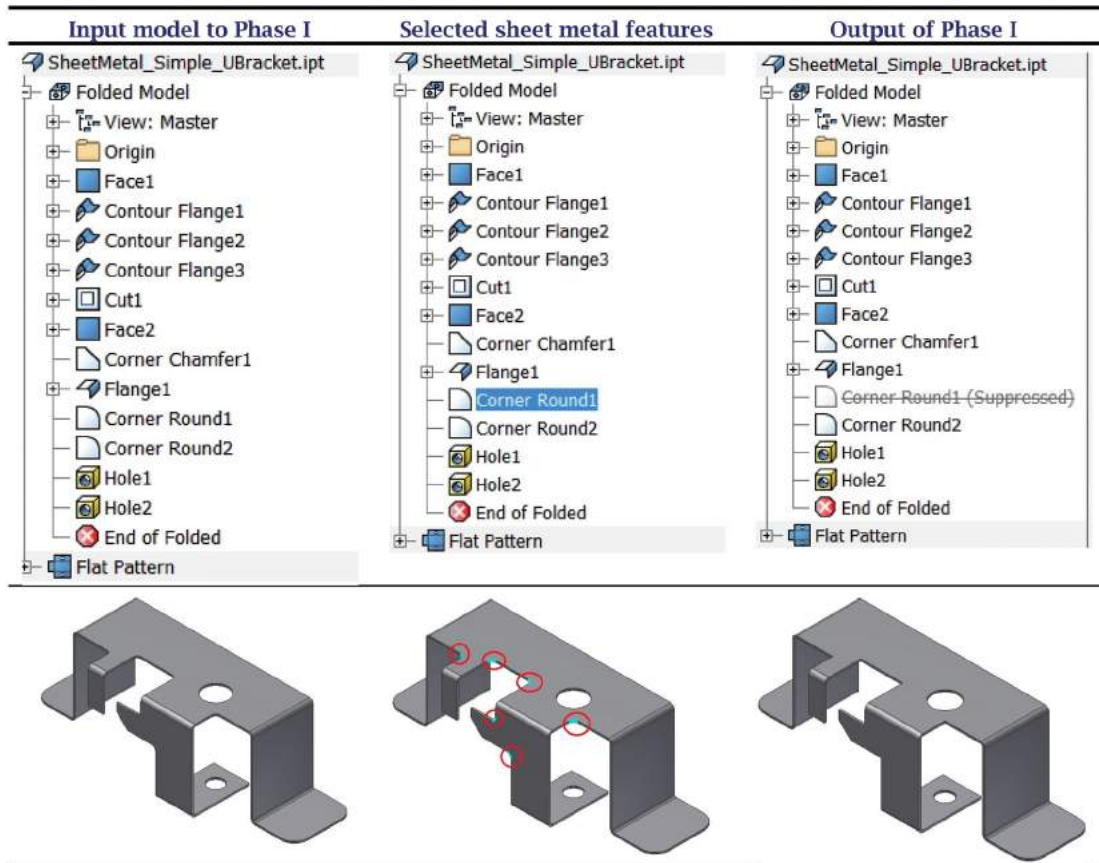 Input model to Phase I
Selected sheet metal features
Output of Phase I
SheetMetal_Simple_UBracket.ipt
Folded Model
View: Master
Origin
Face1
Contour Flange1
Contour Flange2
Contour Flange3
Cut1
Face2
Corner Chamfer1
Flange1
Corner Round1
Corner Round2
Hole1
Hole2
End of Folded
Flat Pattern
SheetMetal_Simple_UBracket.ipt
Folded Model
View: Master
Origin
Face1
Contour Flange1
Contour Flange2
Contour Flange3
Cut1
Face2
Corner Chamfer1
Flange1
Corner Round1
Corner Round2
Hole1
Hole2
End of Folded
Flat Pattern
SheetMetal_Simple_UBracket.ipt
Folded Model
View: Master
Origin
Face1
Contour Flange1
Contour Flange2
Contour Flange3
Cut1
Face2
Corner Chamfer1
Flange1
Corner Round1 (Suppressed)
Corner Round2
Hole1
Hole2
End of Folded
Flat Pattern